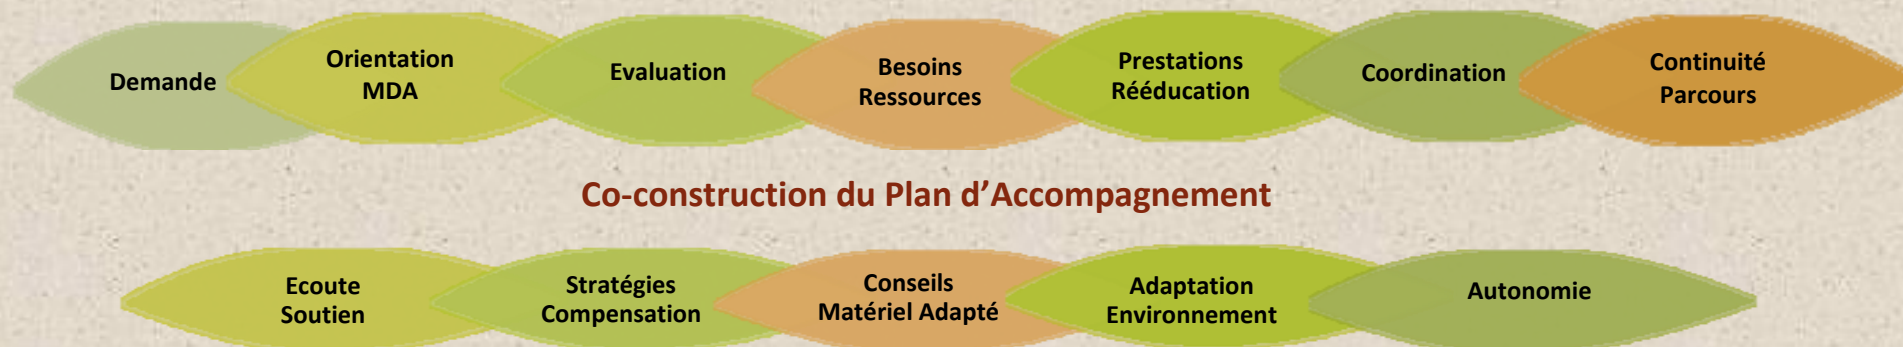 Demande
Orientation
MDA
Evaluation
Besoins
Ressources
Prestations
Rééducation
Coordination
Continuité
Parcours
Co-construction du Plan d’Accompagnement
Ecoute
Soutien
Stratégies
Compensation
Conseils
Matériel Adapté
Adaptation
Environnement
Autonomie